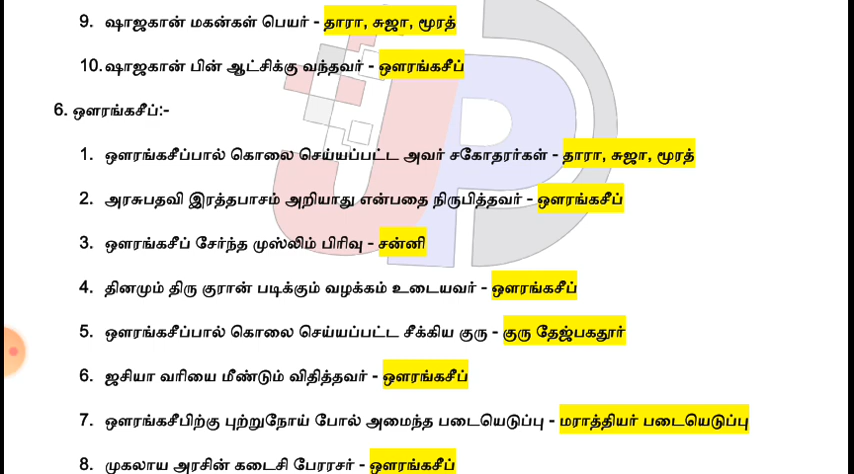 9. ஷாஜகான் மகன்கள் பெயர் - தாரா, சுஜா, மூரத்
10. ஷாஜகான் பின் ஆட்சிக்கு வந்தவர் - ஔரங்கசீப்
6. ஔரங்கசீப்:-
1. ஔரங்கசீப்பால் கொலை செய்யப்பட்ட அவர் சகோதரர்கள் - தாரா, சுஜா, மூரத்
2. அரசுபதவி இரத்தபாசம் அறியாது என்பதை நிருபித்தவர் - ஔரங்கசீப்
3. ஔரங்கசீப் சேர்ந்த முஸ்லிம் பிரிவு - சன்னி
4. தினமும் திரு குரான் படிக்கும் வழக்கம் உடையவர் - ஔரங்கசீப்
5. ஔரங்கசீப்பால் கொலை செய்யப்பட்ட சீக்கிய குரு - குரு தேஜ்பகதூர்
6. ஜசியா வரியை மீண்டும் விதித்தவர் - ஔரங்கசீப்
7. ஔரங்கசீபிற்கு புற்றுநோய் போல் அமைந்த படையெடுப்பு - மராத்தியர் படையெடுப்பு
8. முகலாய அரசின் கடைசி பேரரசர் - ஔரங்கசீப்